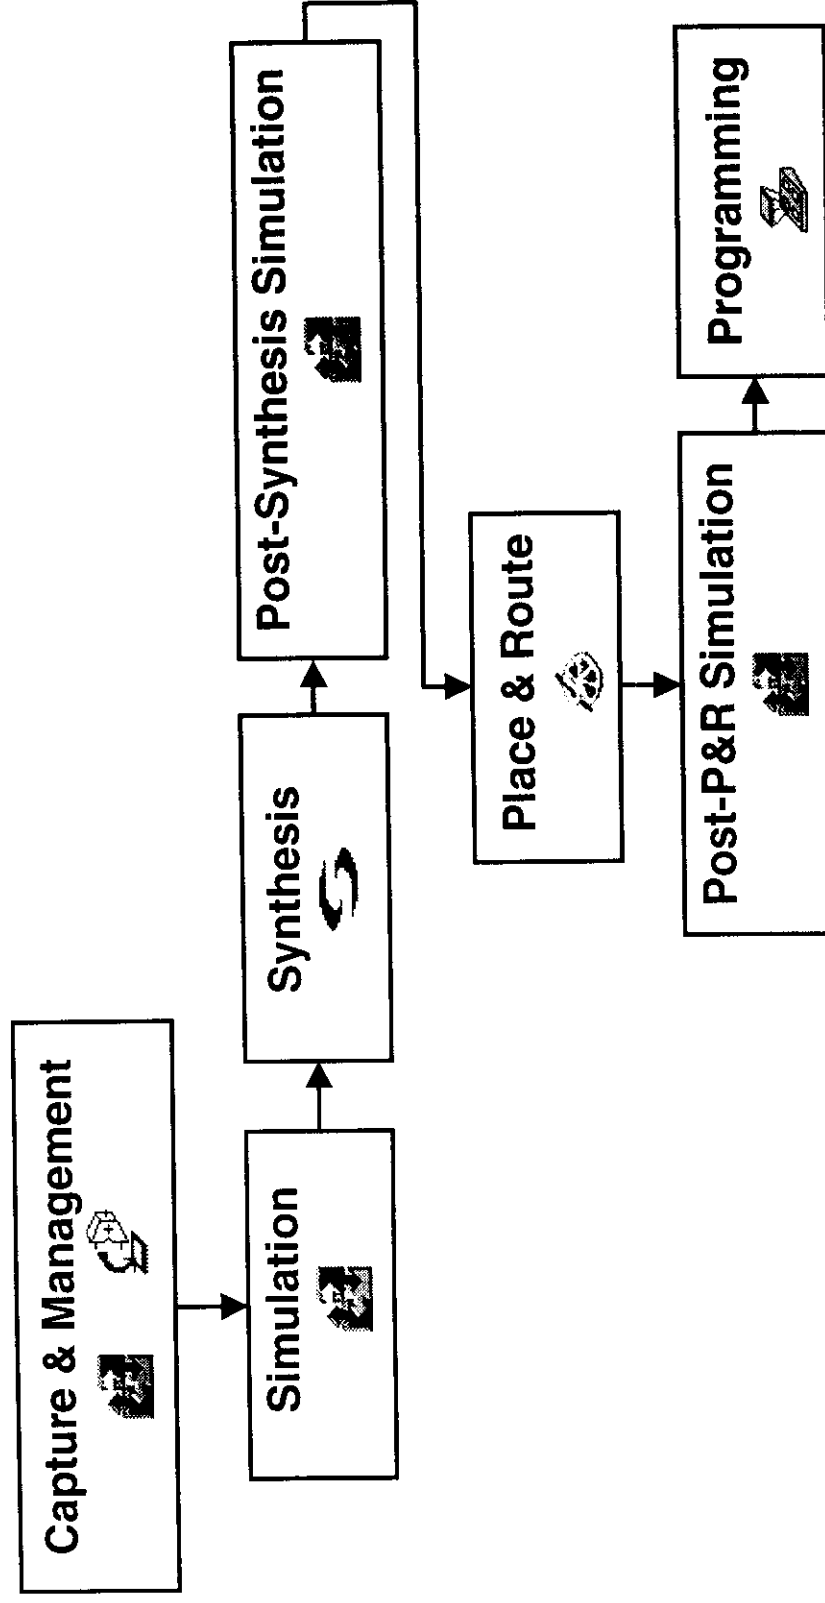 Capture & Management
Simulation
Synthesis
Post-Synthesis Simulation
Place & Route
Post-P&R Simulation
Programming